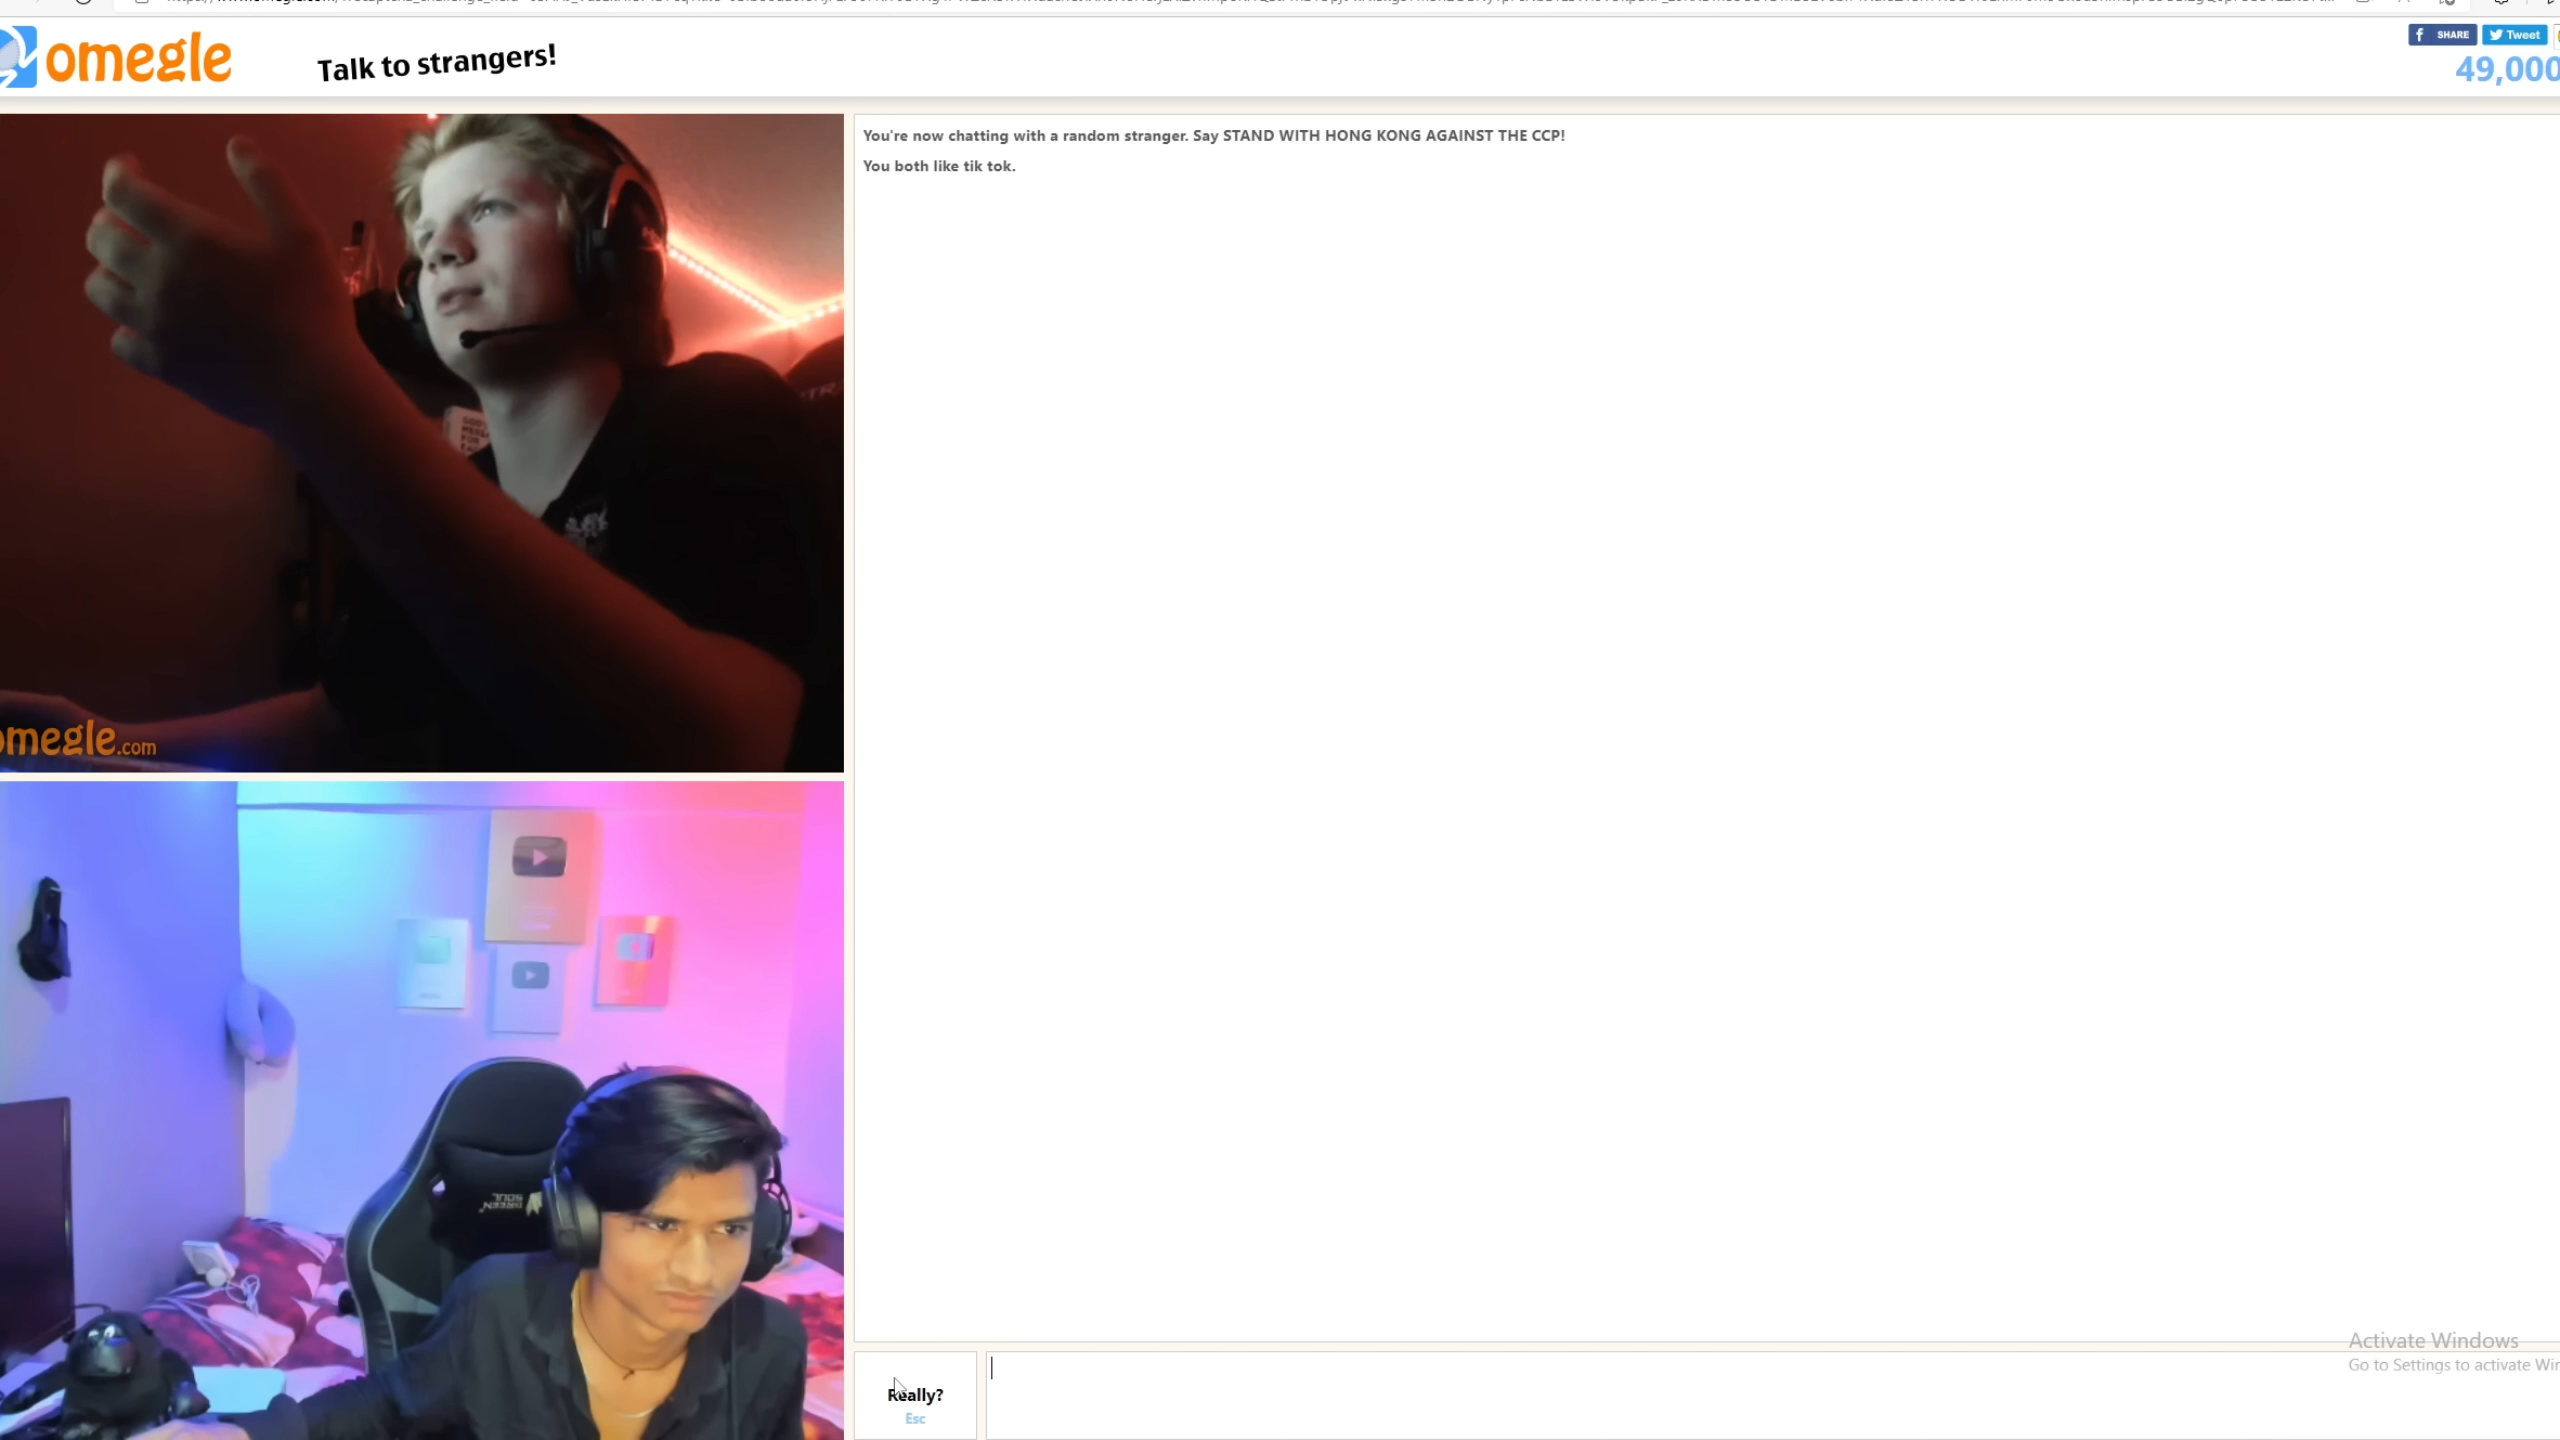 omegle
Talk to strangers!
SHARE
Tweet
49,000
You're now chatting with a random stranger. Say STAND WITH HONG KONG AGAINST THE CCP!
You both like tik tok.
omegle.com
Really?
Esc
Activate Windows
Go to Settings to activate Win